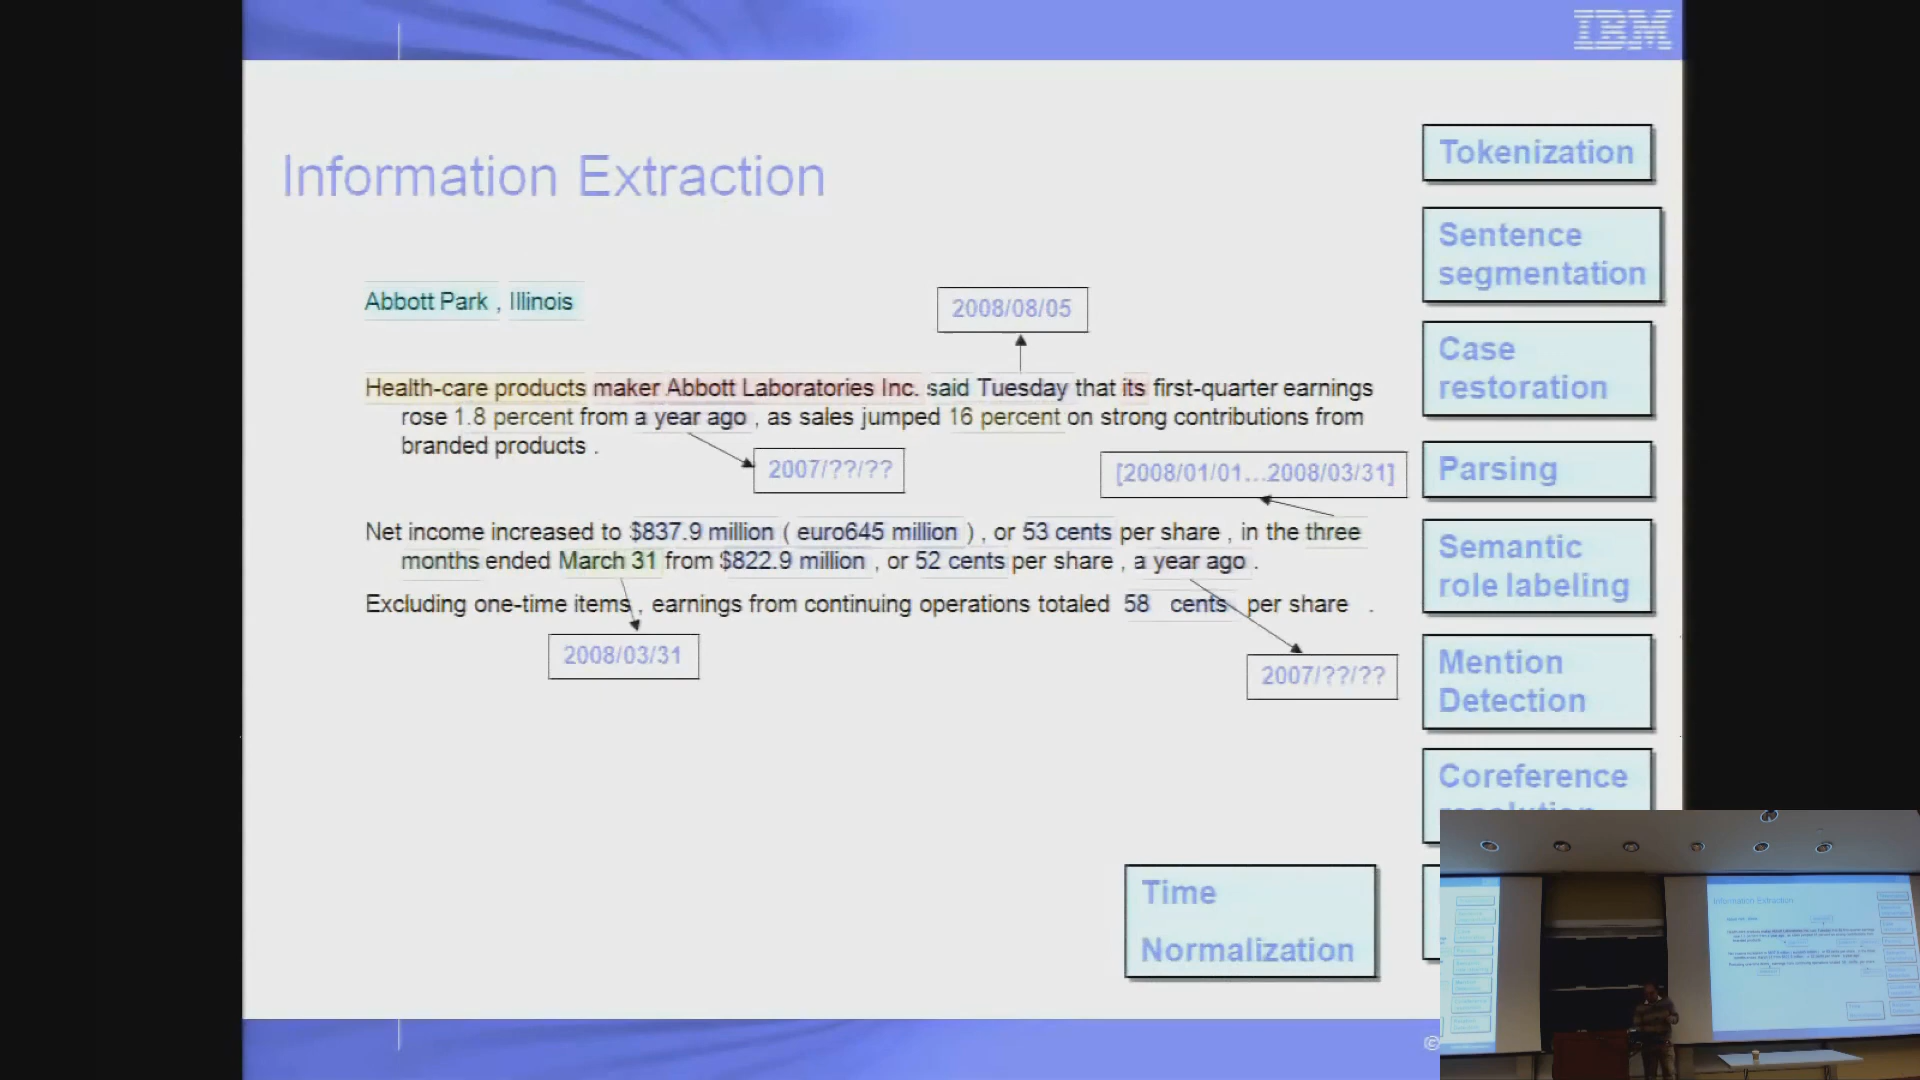 IBM
Information Extraction
Abbott Park , Illinois
2008/08/05
Health-care products maker Abbott Laboratories Inc. said Tuesday that its first-quarter earnings
rose 1.8 percent from a year ago , as sales jumped 16 percent on strong contributions from
branded products .
2007/??/??
[2008/01/01...2008/03/31]
Net income increased to $837.9 million ( euro645 million ) , or 53 cents per share , in the three
months ended March 31 from $822.9 million , or 52 cents per share , a year ago .
Excluding one-time items , earnings from continuing operations totaled 58 cents per share .
2008/03/31
2007/??/??
Tokenization
Sentence
segmentation
Case
restoration
Parsing
Semantic
role labeling
Mention
Detection
Coreference
Time
Normalization
©
Information Extraction